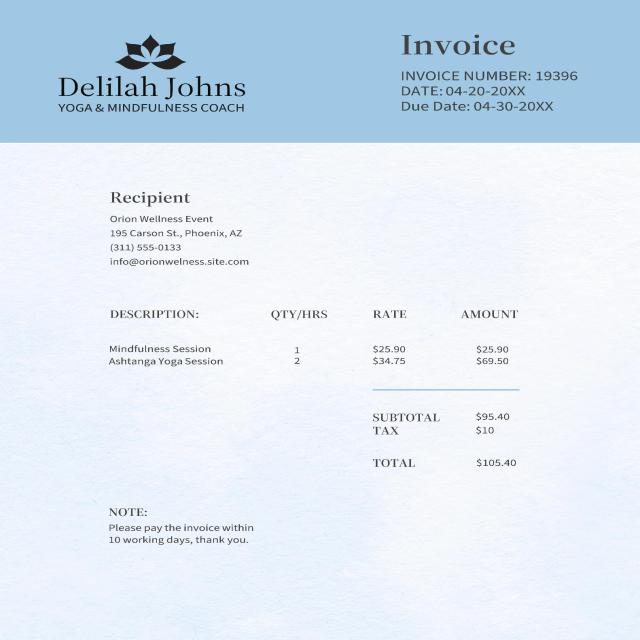 Delilah Johns
YOGA & MINDFULNESS COACH
Invoice
INVOICE NUMBER: 19396
DATE: 04-20-20XX
Due Date: 04-30-20XX
Recipient
Orion Wellness Event
195 Carson St., Phoenix, AZ
(311) 555-0133
info@orionwelness.site.com
DESCRIPTION: QTY/HRS RATE AMOUNT
Mindfulness Session 1 $25.90 $25.90
Ashtanga Yoga Session 2 $34.75 $69.50
SUBTOTAL $95.40
TAX $10
TOTAL $105.40
NOTE:
Please pay the invoice within
10 working days, thank you.